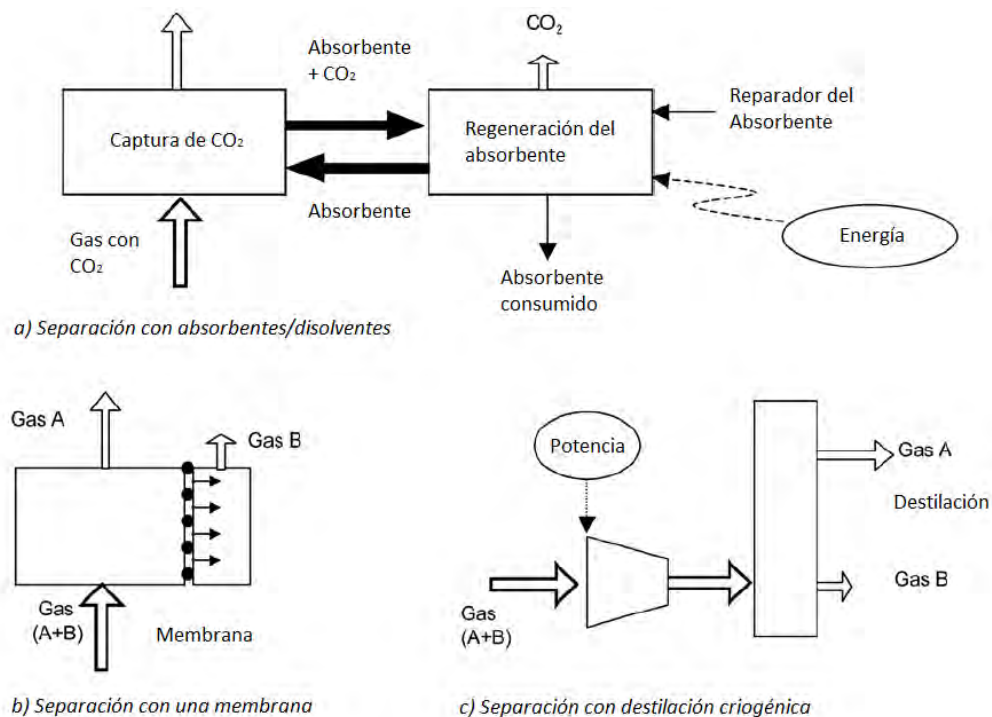 CO₂
Absorbente
+ CO₂
Captura de CO₂
Regeneración del
absorbente
Reparador del
Absorbente
Absorbente
Gas con
CO₂
Energía
Absorbente
consumido
a) Separación con absorbentes/disolventes
Gas A
Gas B
Gas
(A+B)
Membrana
b) Separación con una membrana
Potencia
Gas A
Destilación
Gas B
Gas
(A+B)
c) Separación con destilación criogénica